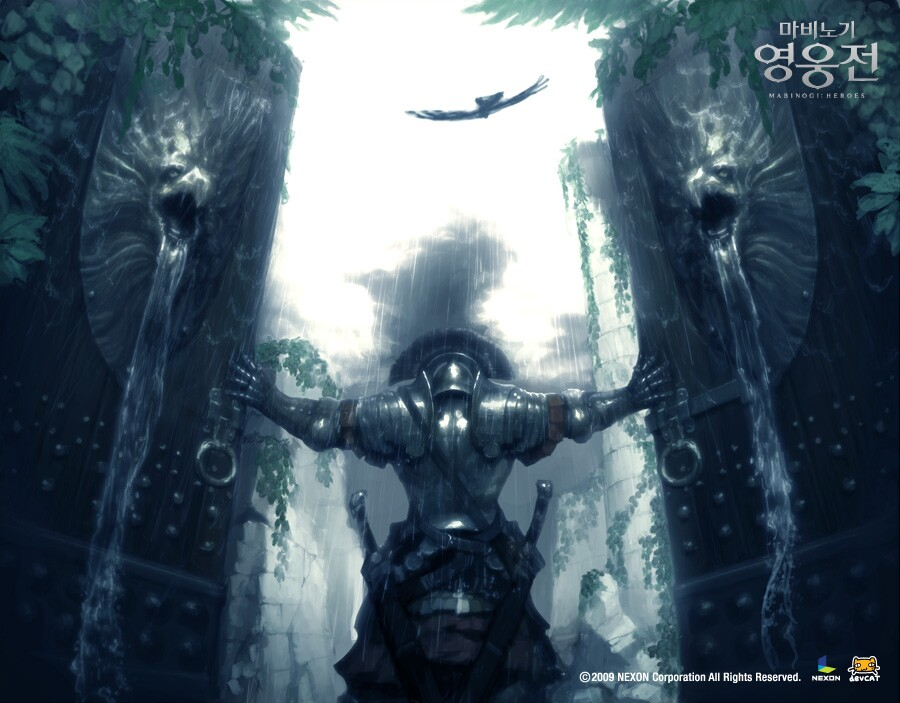 마비노기
영웅전
MABINOGI: HEROES
©2009 NEXON Corporation All Rights Reserved.
NEXON
devCAT